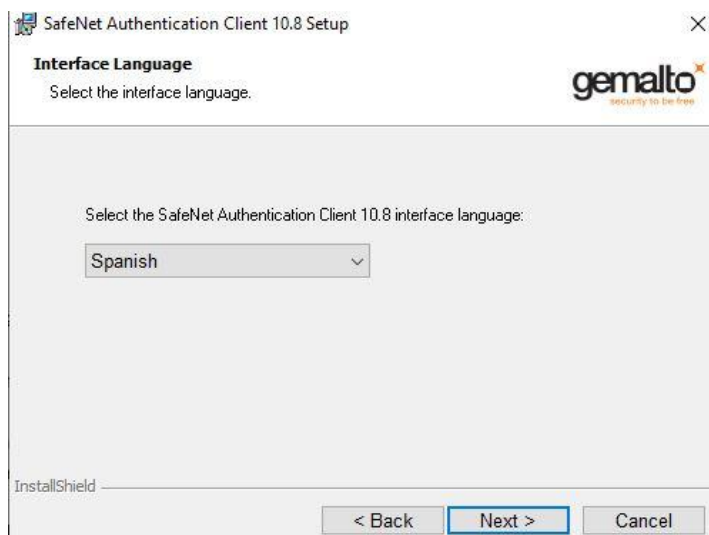 SafeNet Authentication Client 10.8 Setup
Interface Language
Select the interface language.
gemalto
security to be free
Select the SafeNet Authentication Client 10.8 interface language:
Spanish
InstallShield
< Back
Next >
Cancel